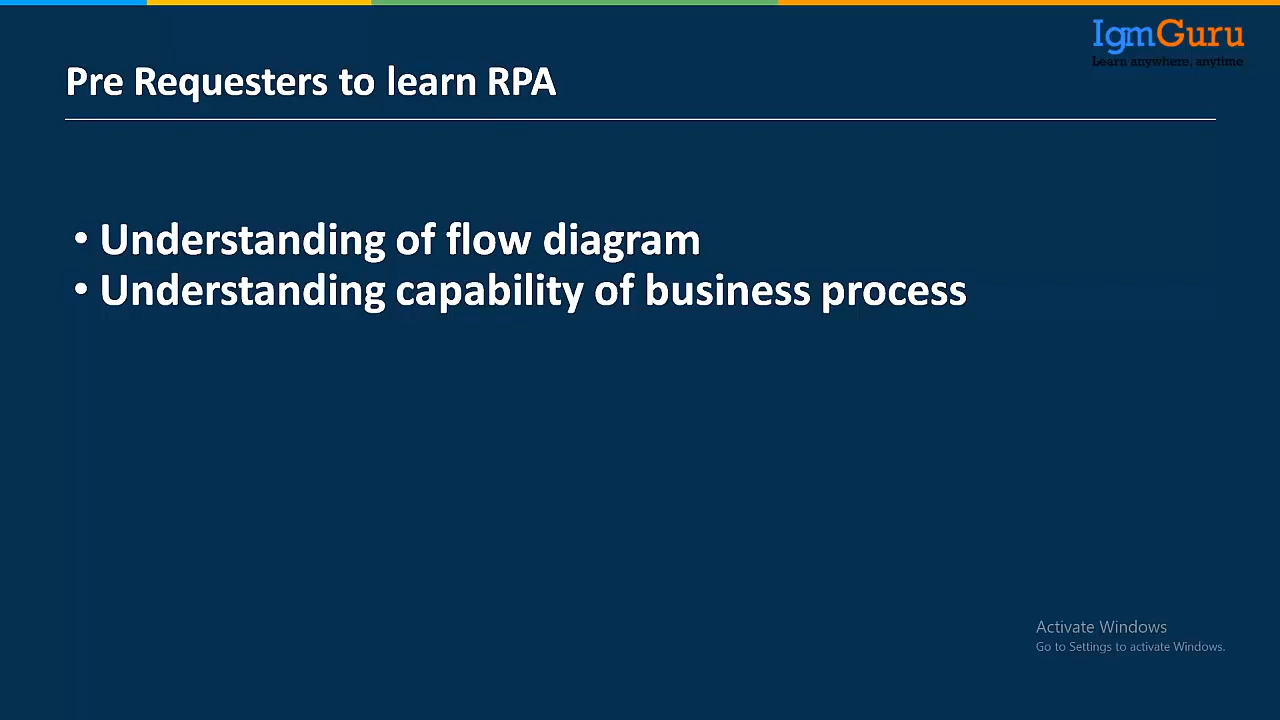 IgmGuru
Learn anywhere, anytime
Pre Requesters to learn RPA
• Understanding of flow diagram
• Understanding capability of business process
Activate Windows
Go to Settings to activate Windows.